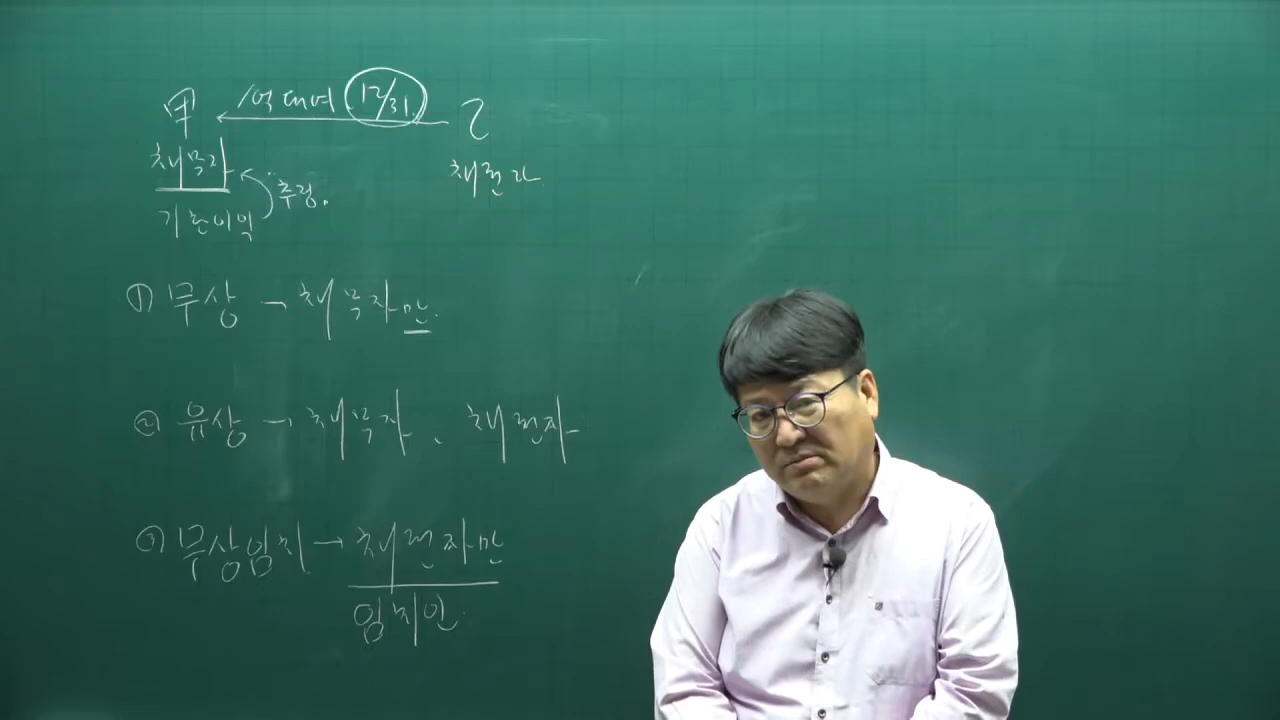 甲 1억 대여 12/31 乙
채무자 채권자
추정.
기한이익
① 무상 → 채무자만.
② 유상 → 채무자, 채권자
③ 무상임치 → 채권자만
임치인